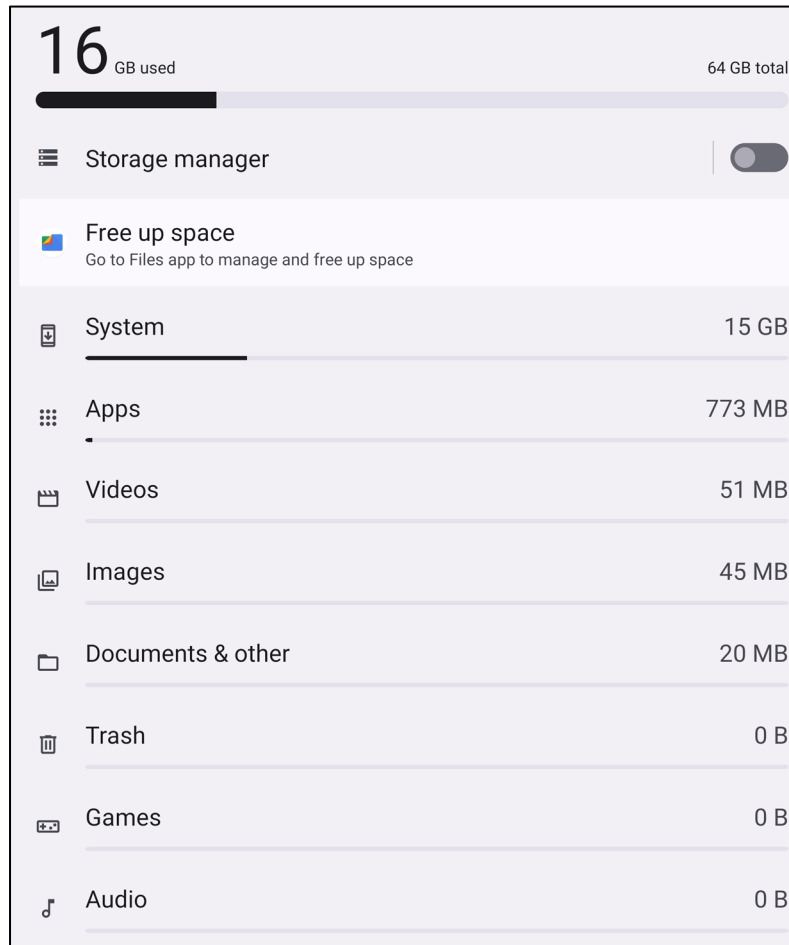 16 GB used 64 GB total
Storage manager
Free up space
Go to Files app to manage and free up space
System 15 GB
Apps 773 MB
Videos 51 MB
Images 45 MB
Documents & other 20 MB
Trash 0 B
Games 0 B
Audio 0 B